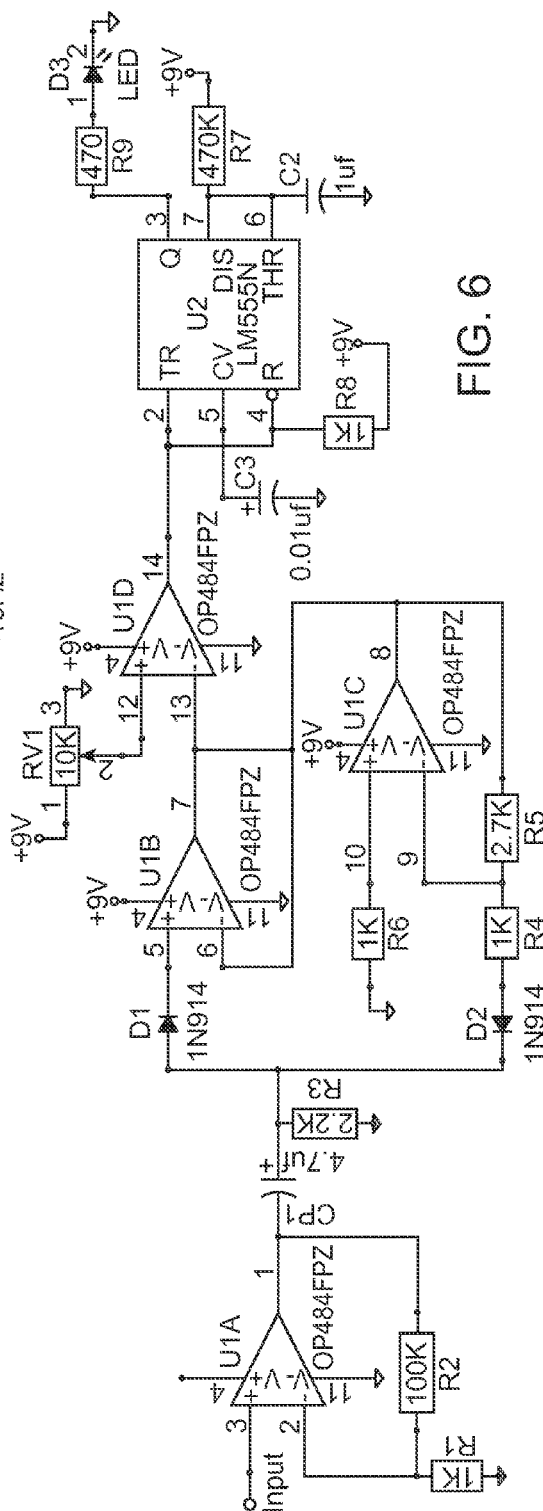 Input
3
2
4
+
V+
V-
-
11
U1A
OP484FPZ
1
R1
1K
100K
R2
CP1
+
4.7uf
2.2K
R3
D1
1N914
5
6
+9V
4
+
V+
V-
-
11
U1B
OP484FPZ
7
D2
1N914
1K
R4
2.7K
R5
1K
R6
10
9
+9V
4
+
V+
V-
-
11
U1C
OP484FPZ
8
+9V
1
RV1
10K
3
2
12
13
+9V
4
+
V+
V-
-
11
U1D
OP484FPZ
14
C3
+
0.01uf
2
5
4
TR
CV
R
U2
LM555N
Q
DIS
THR
3
7
6
R8
1K
+9V
470
R9
D3
1
2
LED
+9V
470K
R7
C2
1uf
FIG. 6